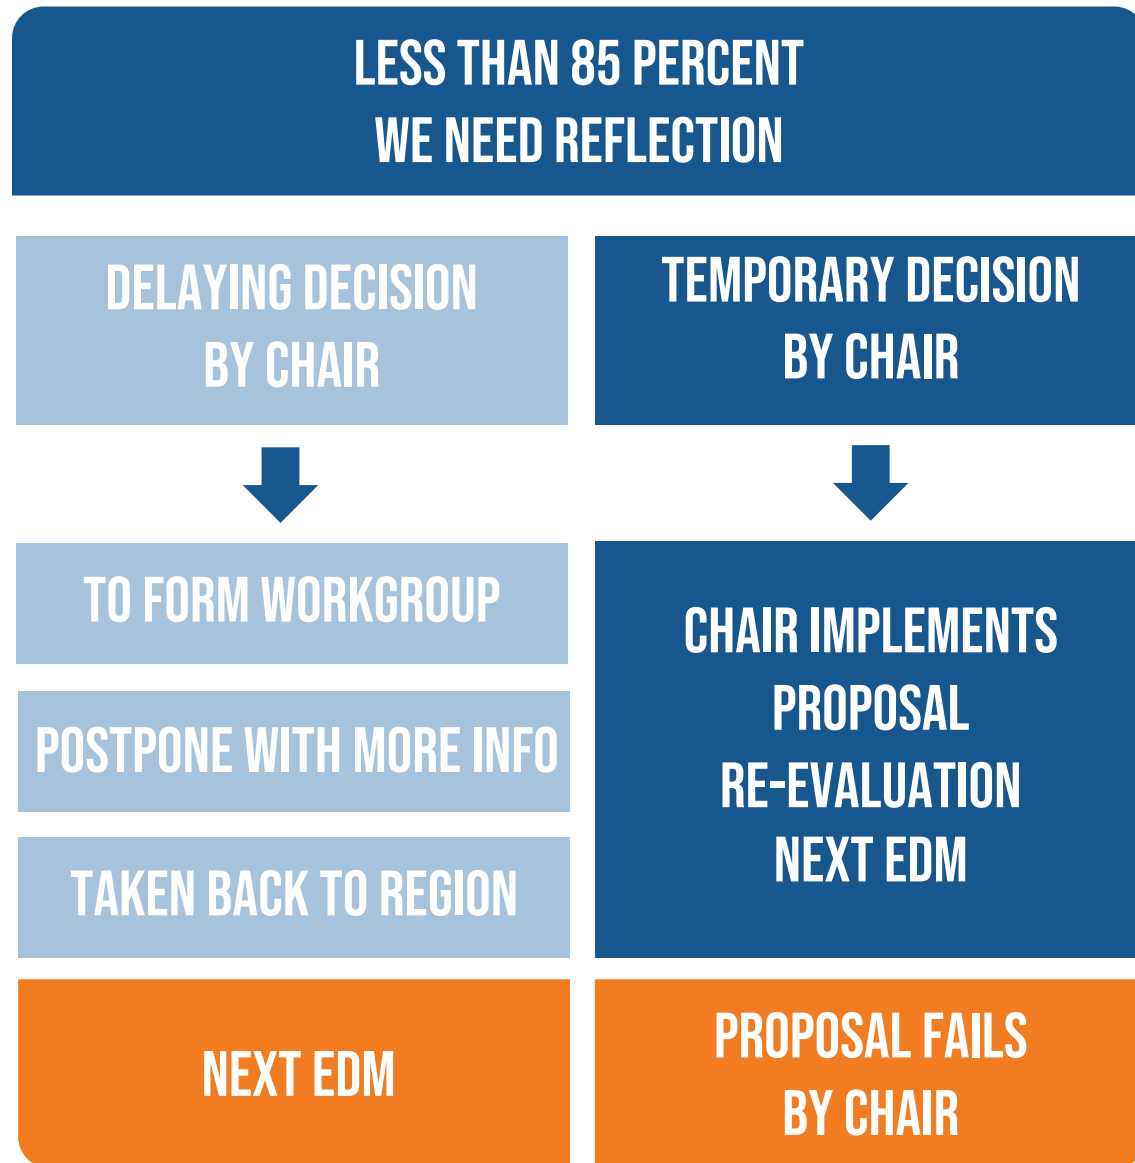 LESS THAN 85 PERCENT
WE NEED REFLECTION
DELAYING DECISION
BY CHAIR
TO FORM WORKGROUP
POSTPONE WITH MORE INFO
TAKEN BACK TO REGION
NEXT EDM
TEMPORARY DECISION
BY CHAIR
CHAIR IMPLEMENTS
PROPOSAL
RE-EVALUATION
NEXT EDM
PROPOSAL FAILS
BY CHAIR